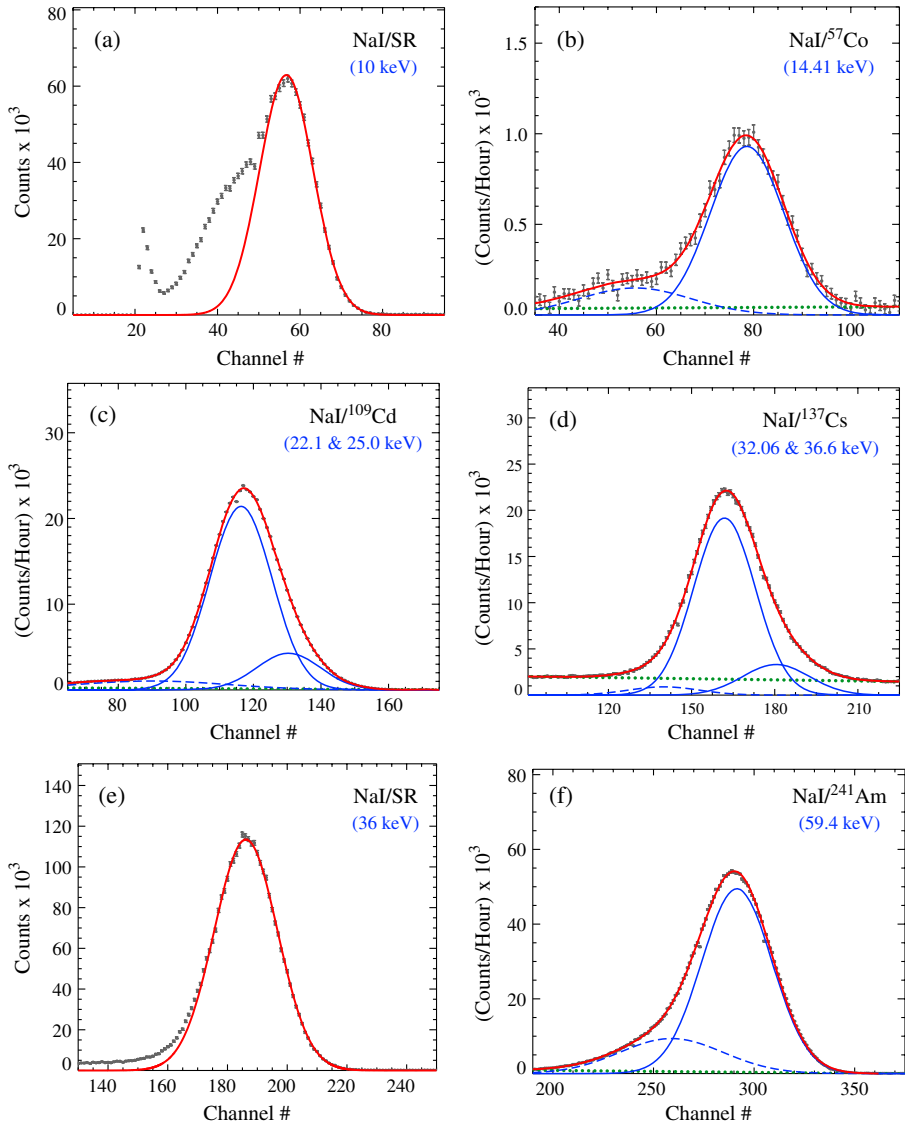 (a)
NaI/SR
(10 keV)
80
60
40
20
0
Counts x 10³
20
40
60
80
Channel #
(b)
NaI/⁵⁷Co
(14.41 keV)
1.5
1.0
0.5
0.0
(Counts/Hour) x 10³
40
60
80
100
Channel #
(c)
NaI/¹⁰⁹Cd
(22.1 & 25.0 keV)
30
20
10
0
(Counts/Hour) x 10³
80
100
120
140
160
Channel #
(d)
NaI/¹³⁷Cs
(32.06 & 36.6 keV)
33
27
21
15
9
3
0
(Counts/Hour) x 10³
120
150
180
210
Channel #
(e)
NaI/SR
(36 keV)
140
120
100
80
60
40
20
0
Counts x 10³
140
160
180
200
220
240
Channel #
(f)
NaI/²⁴¹Am
(59.4 keV)
80
60
40
20
0
(Counts/Hour) x 10³
200
250
300
350
Channel #